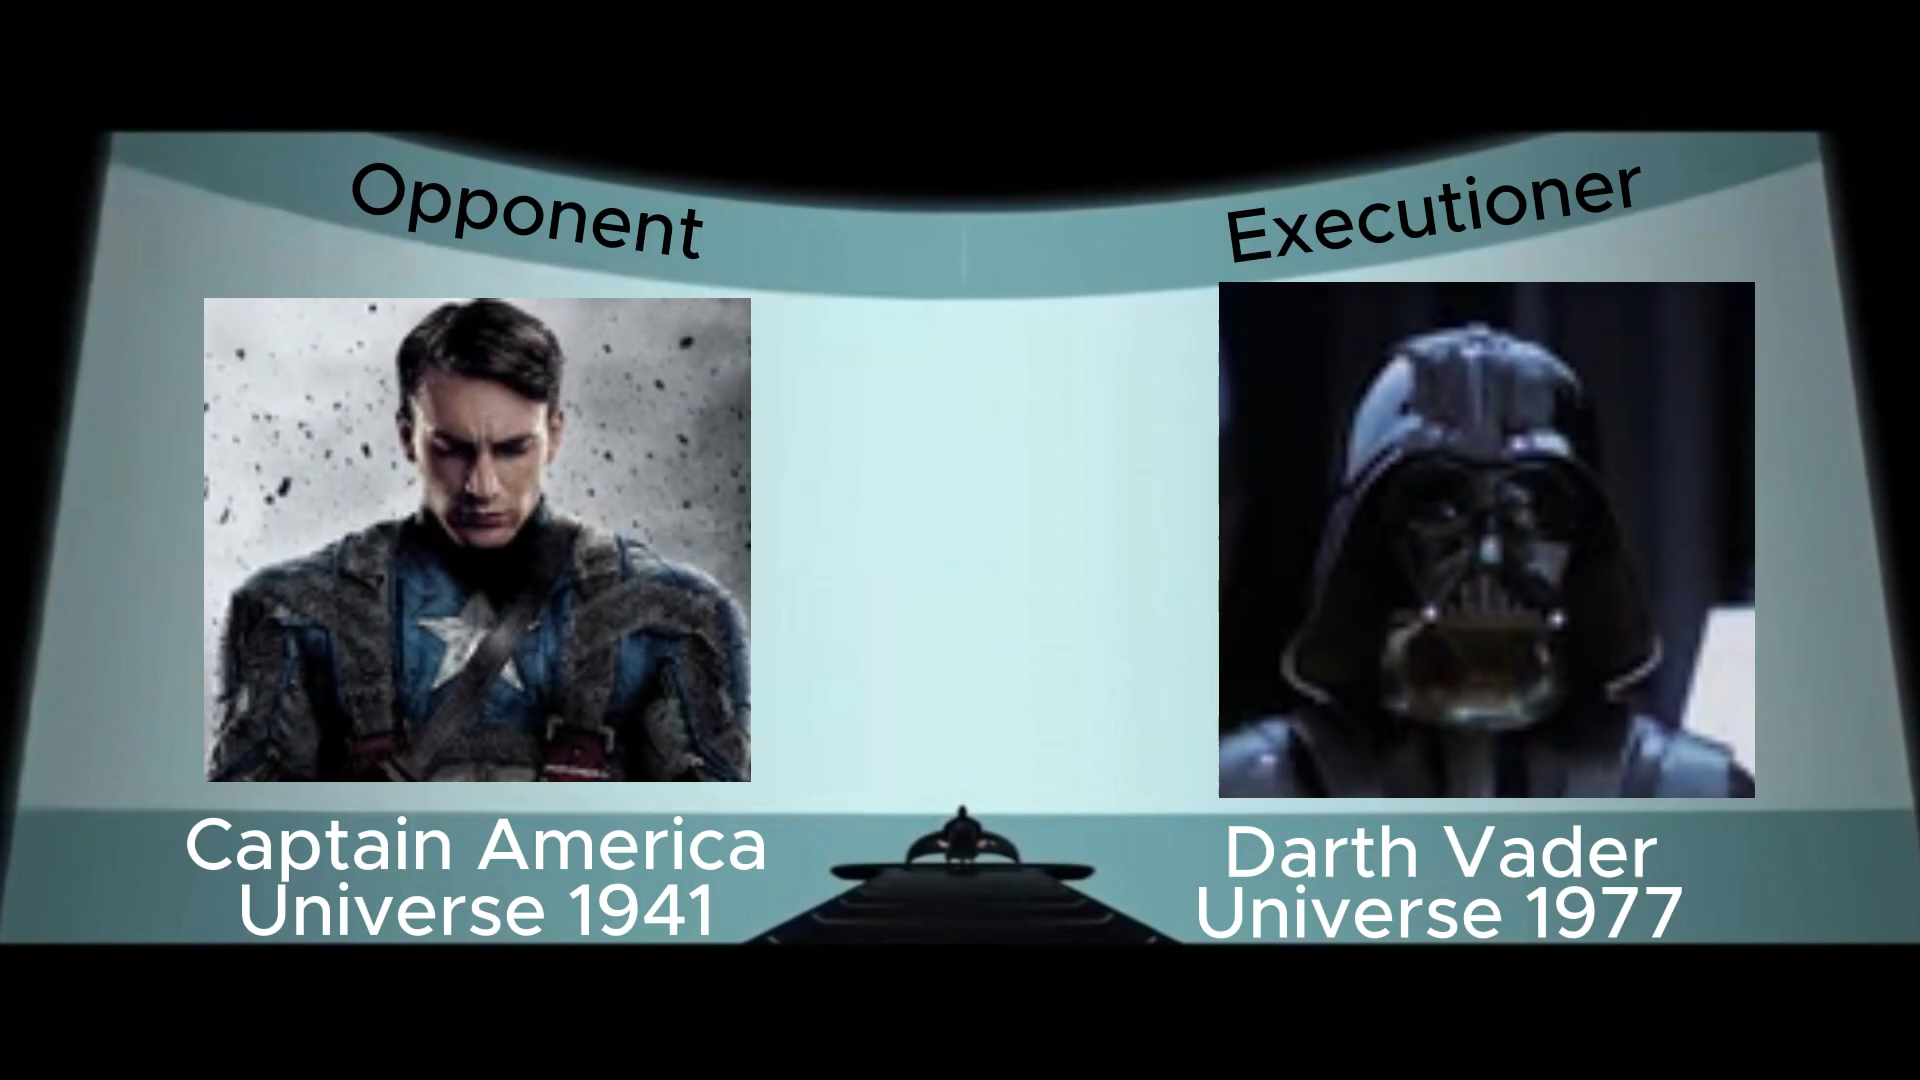 Opponent
Executioner
Captain America
Universe 1941
Darth Vader
Universe 1977